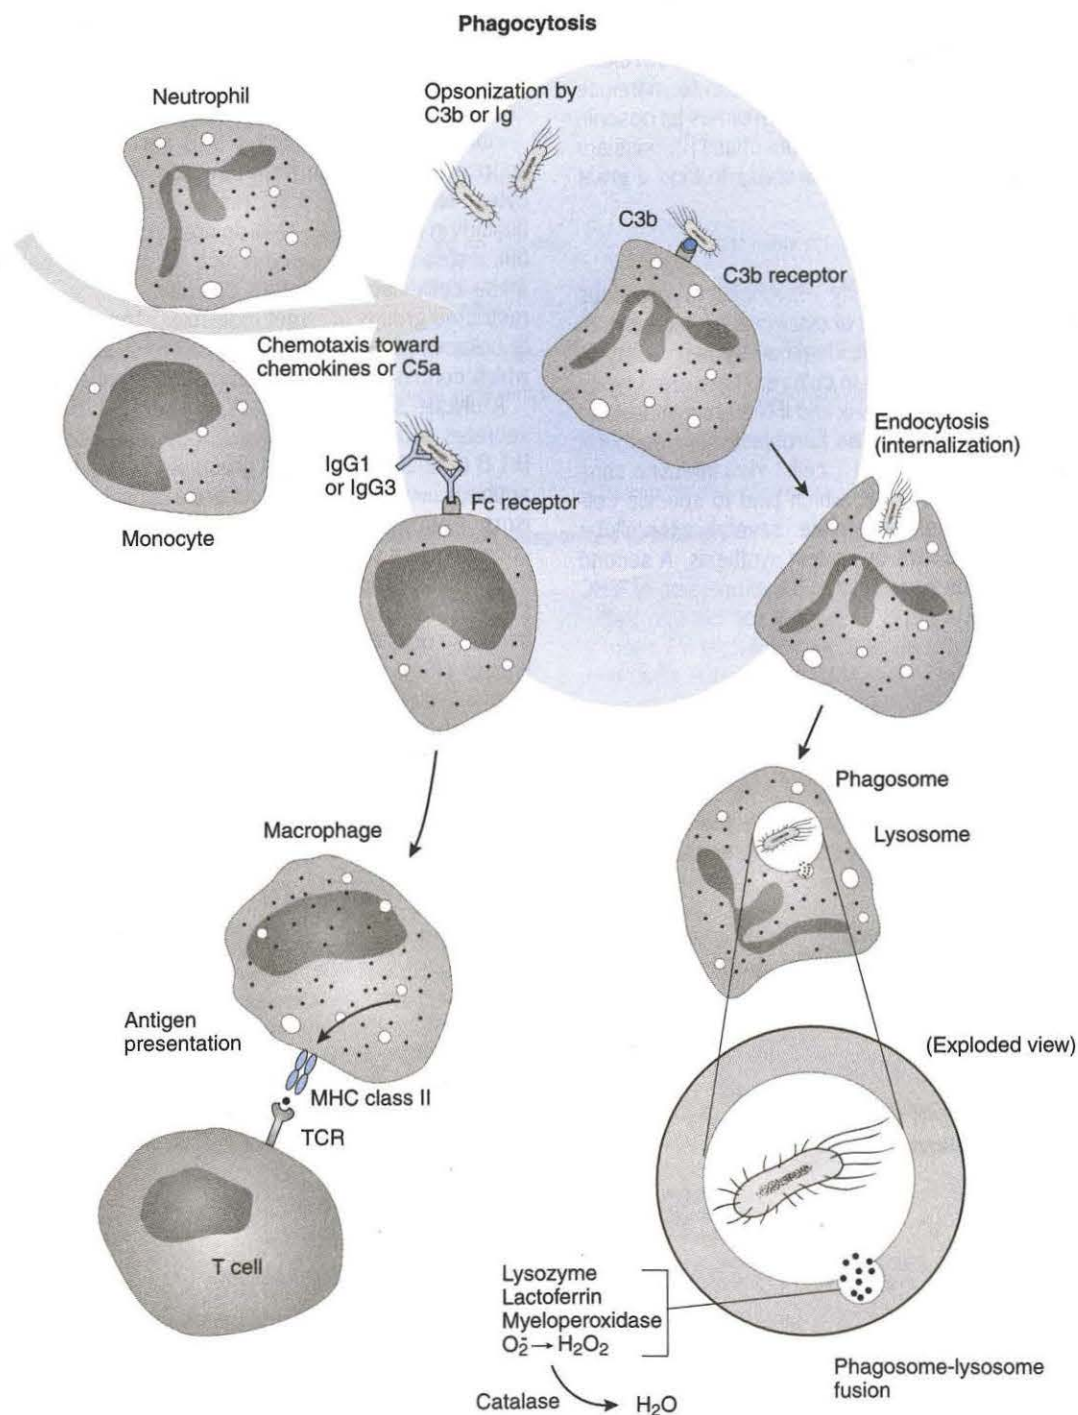 Phagocytosis
Neutrophil
Opsonization by
C3b or Ig
C3b
C3b receptor
Chemotaxis toward
chemokines or C5a
Endocytosis
(internalization)
IgG1
or IgG3
Fc receptor
Monocyte
Phagosome
Lysosome
Macrophage
Antigen
presentation
(Exploded view)
MHC class II
TCR
T cell
Lysozyme
Lactoferrin
Myeloperoxidase
O₂⁻ → H₂O₂
Phagosome-lysosome
fusion
Catalase → H₂O